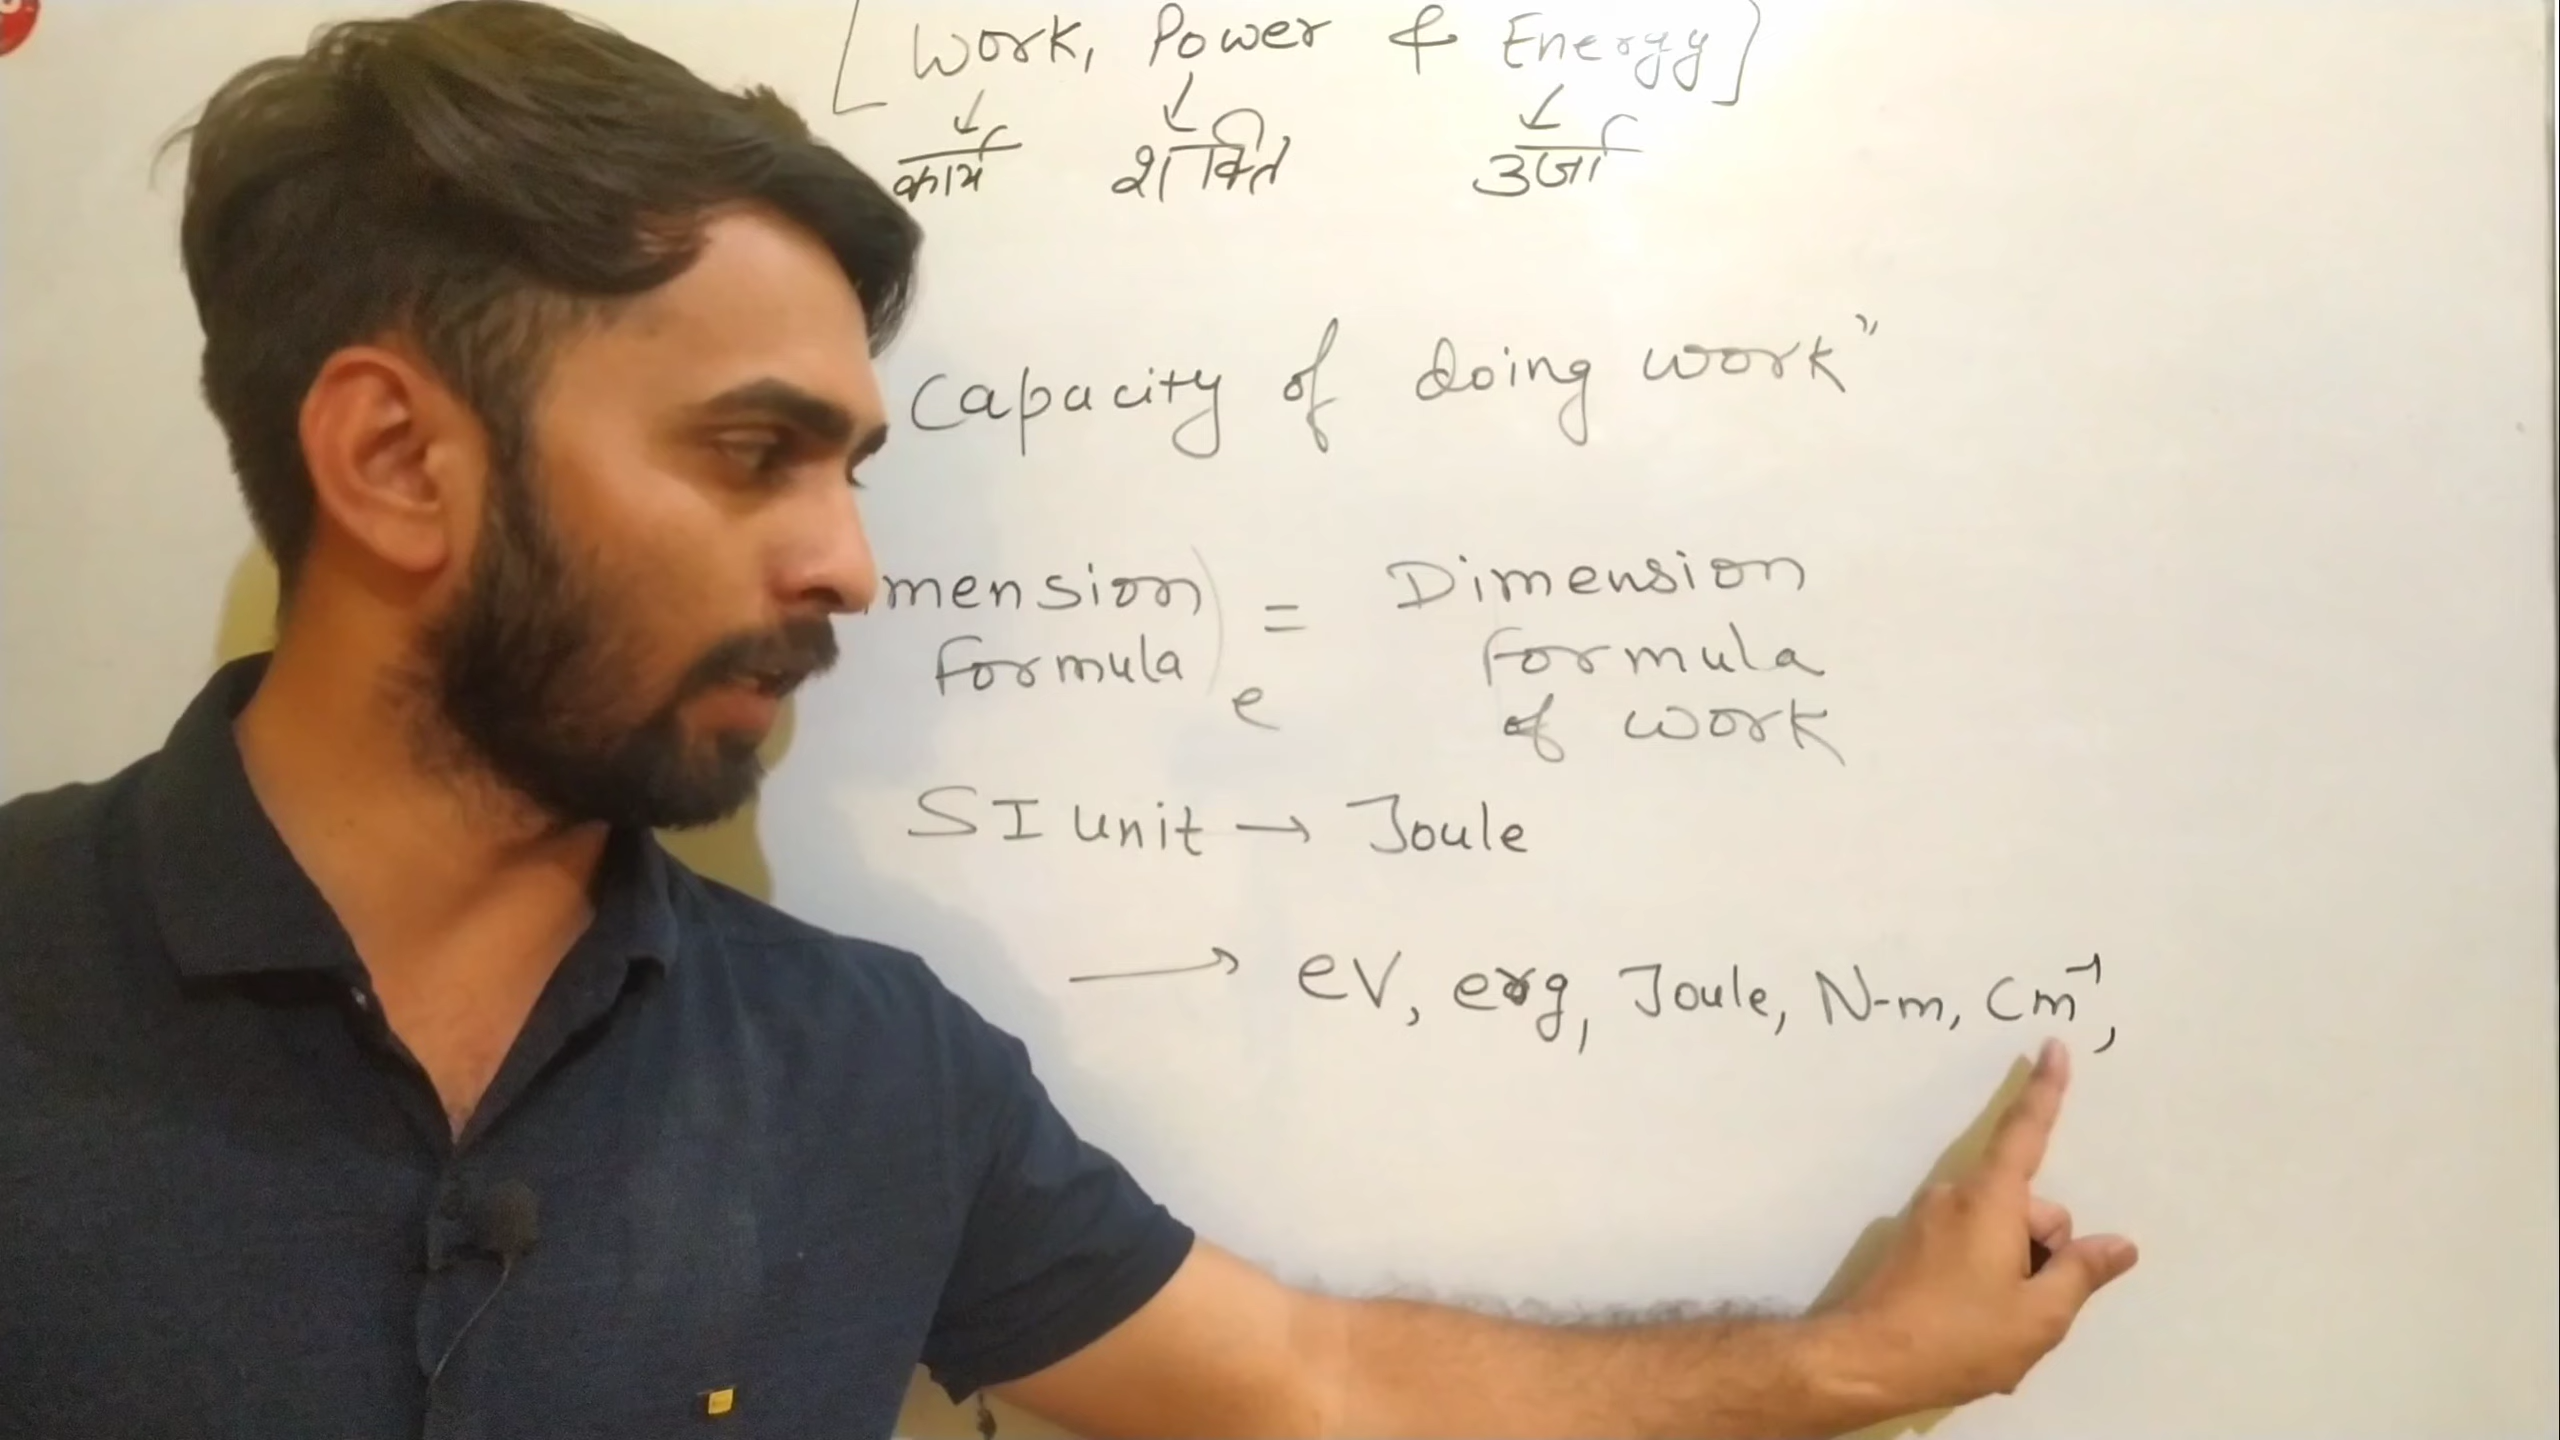 [Work, Power & Energy]
↓ ↓ ↓
कार्य शक्ति उर्जा
Capacity of doing work"
mension = Dimension
formula)e formula
of work
SI unit → Joule
→ eV, erg, Joule, N-m, Cm⁻¹,